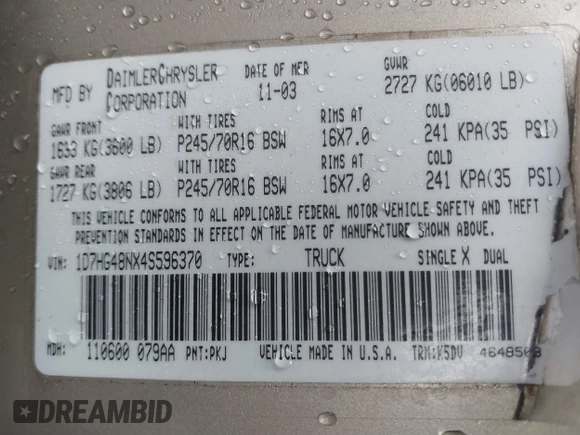 MFD BY DAIMLERCHRYSLER CORPORATION DATE OF MFR 11-03 GVWR 2727 KG(06010 LB)
GAWR FRONT WITH TIRES RIMS AT COLD
1633 KG(3600 LB) P245/70R16 BSW 16X7.0 241 KPA(35 PSI)
GAWR REAR WITH TIRES RIMS AT COLD
1727 KG(3806 LB) P245/70R16 BSW 16X7.0 241 KPA(35 PSI)
THIS VEHICLE CONFORMS TO ALL APPLICABLE FEDERAL MOTOR VEHICLE SAFETY AND THEFT
PREVENTION STANDARDS IN EFFECT ON THE DATE OF MANUFACTURE SHOWN ABOVE.
VIN: 1D7HG48NX4S596370 TYPE: TRUCK SINGLE X DUAL
MDH: 110600 079AA PNT:PKJ VEHICLE MADE IN U.S.A. TRM:K5DV 4648503
DREAMBID